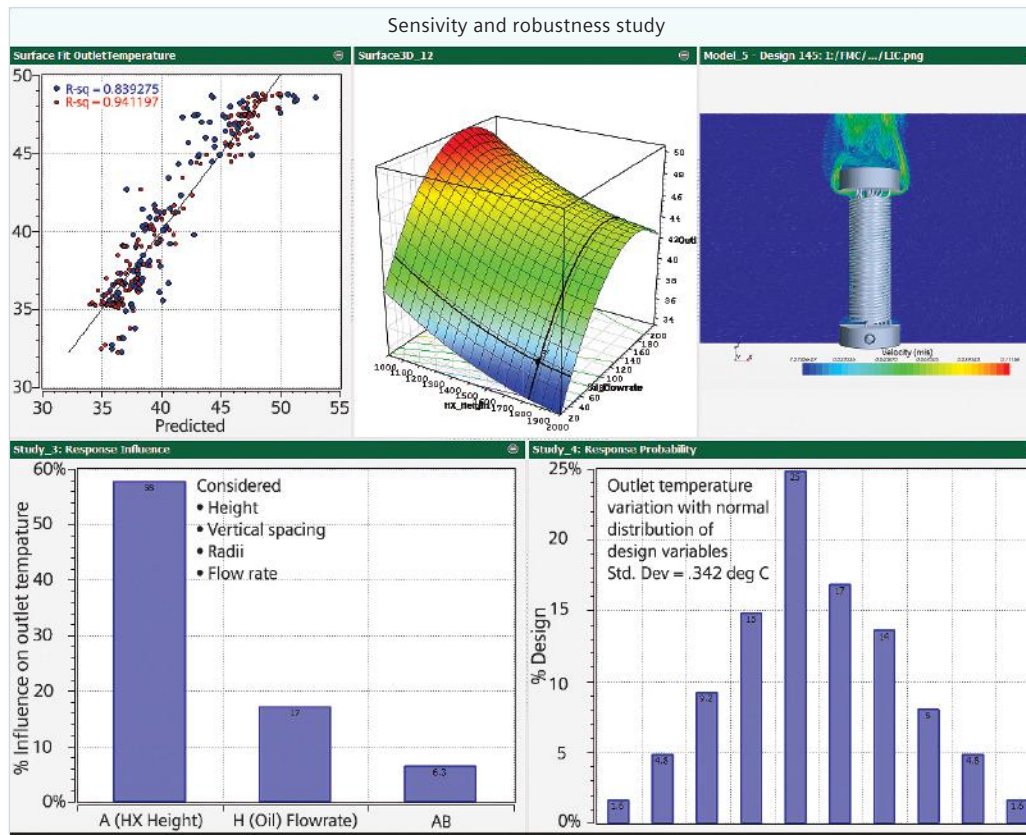 Sensivity and robustness study
Surface Fit OutletTemperature
R-sq = 0.839275
R-sq = 0.941197
50
45
40
35
30
30 35 40 45 50 55
Predicted
Surface3D_12
50
48
46
44
42
40
38
36
34
200
180
160
140
120
100
80
60
40
20
1000
1100
1200
1300
1400
1500
1600
1700
1800
1900
2000
HX_Height
Model_5 - Design 145: I:/FMC/.../LIC.png
Velocity (m/s)
Study_3: Response Influence
% Influence on outlet tempature
60%
50
40
30
20
10
0%
Considered
• Height
• Vertical spacing
• Radii
• Flow rate
17
6.3
A (HX Height) H (Oil) Flowrate) AB
Study_4: Response Probability
% Design
25%
20
15
10
5
0%
Outlet temperature
variation with normal
distribution of
design variables
Std. Dev = .342 deg C
1.6
4.8
9.2
15
25
17
14
8
4.8
1.6